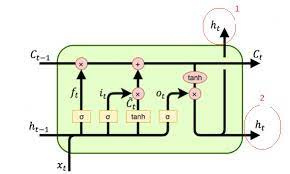 1
h_t
C_{t-1} × + C_t
tanh
f_t i_t × o_t ×
C̃_t
σ σ tanh σ
2
h_{t-1} h_t
x_t